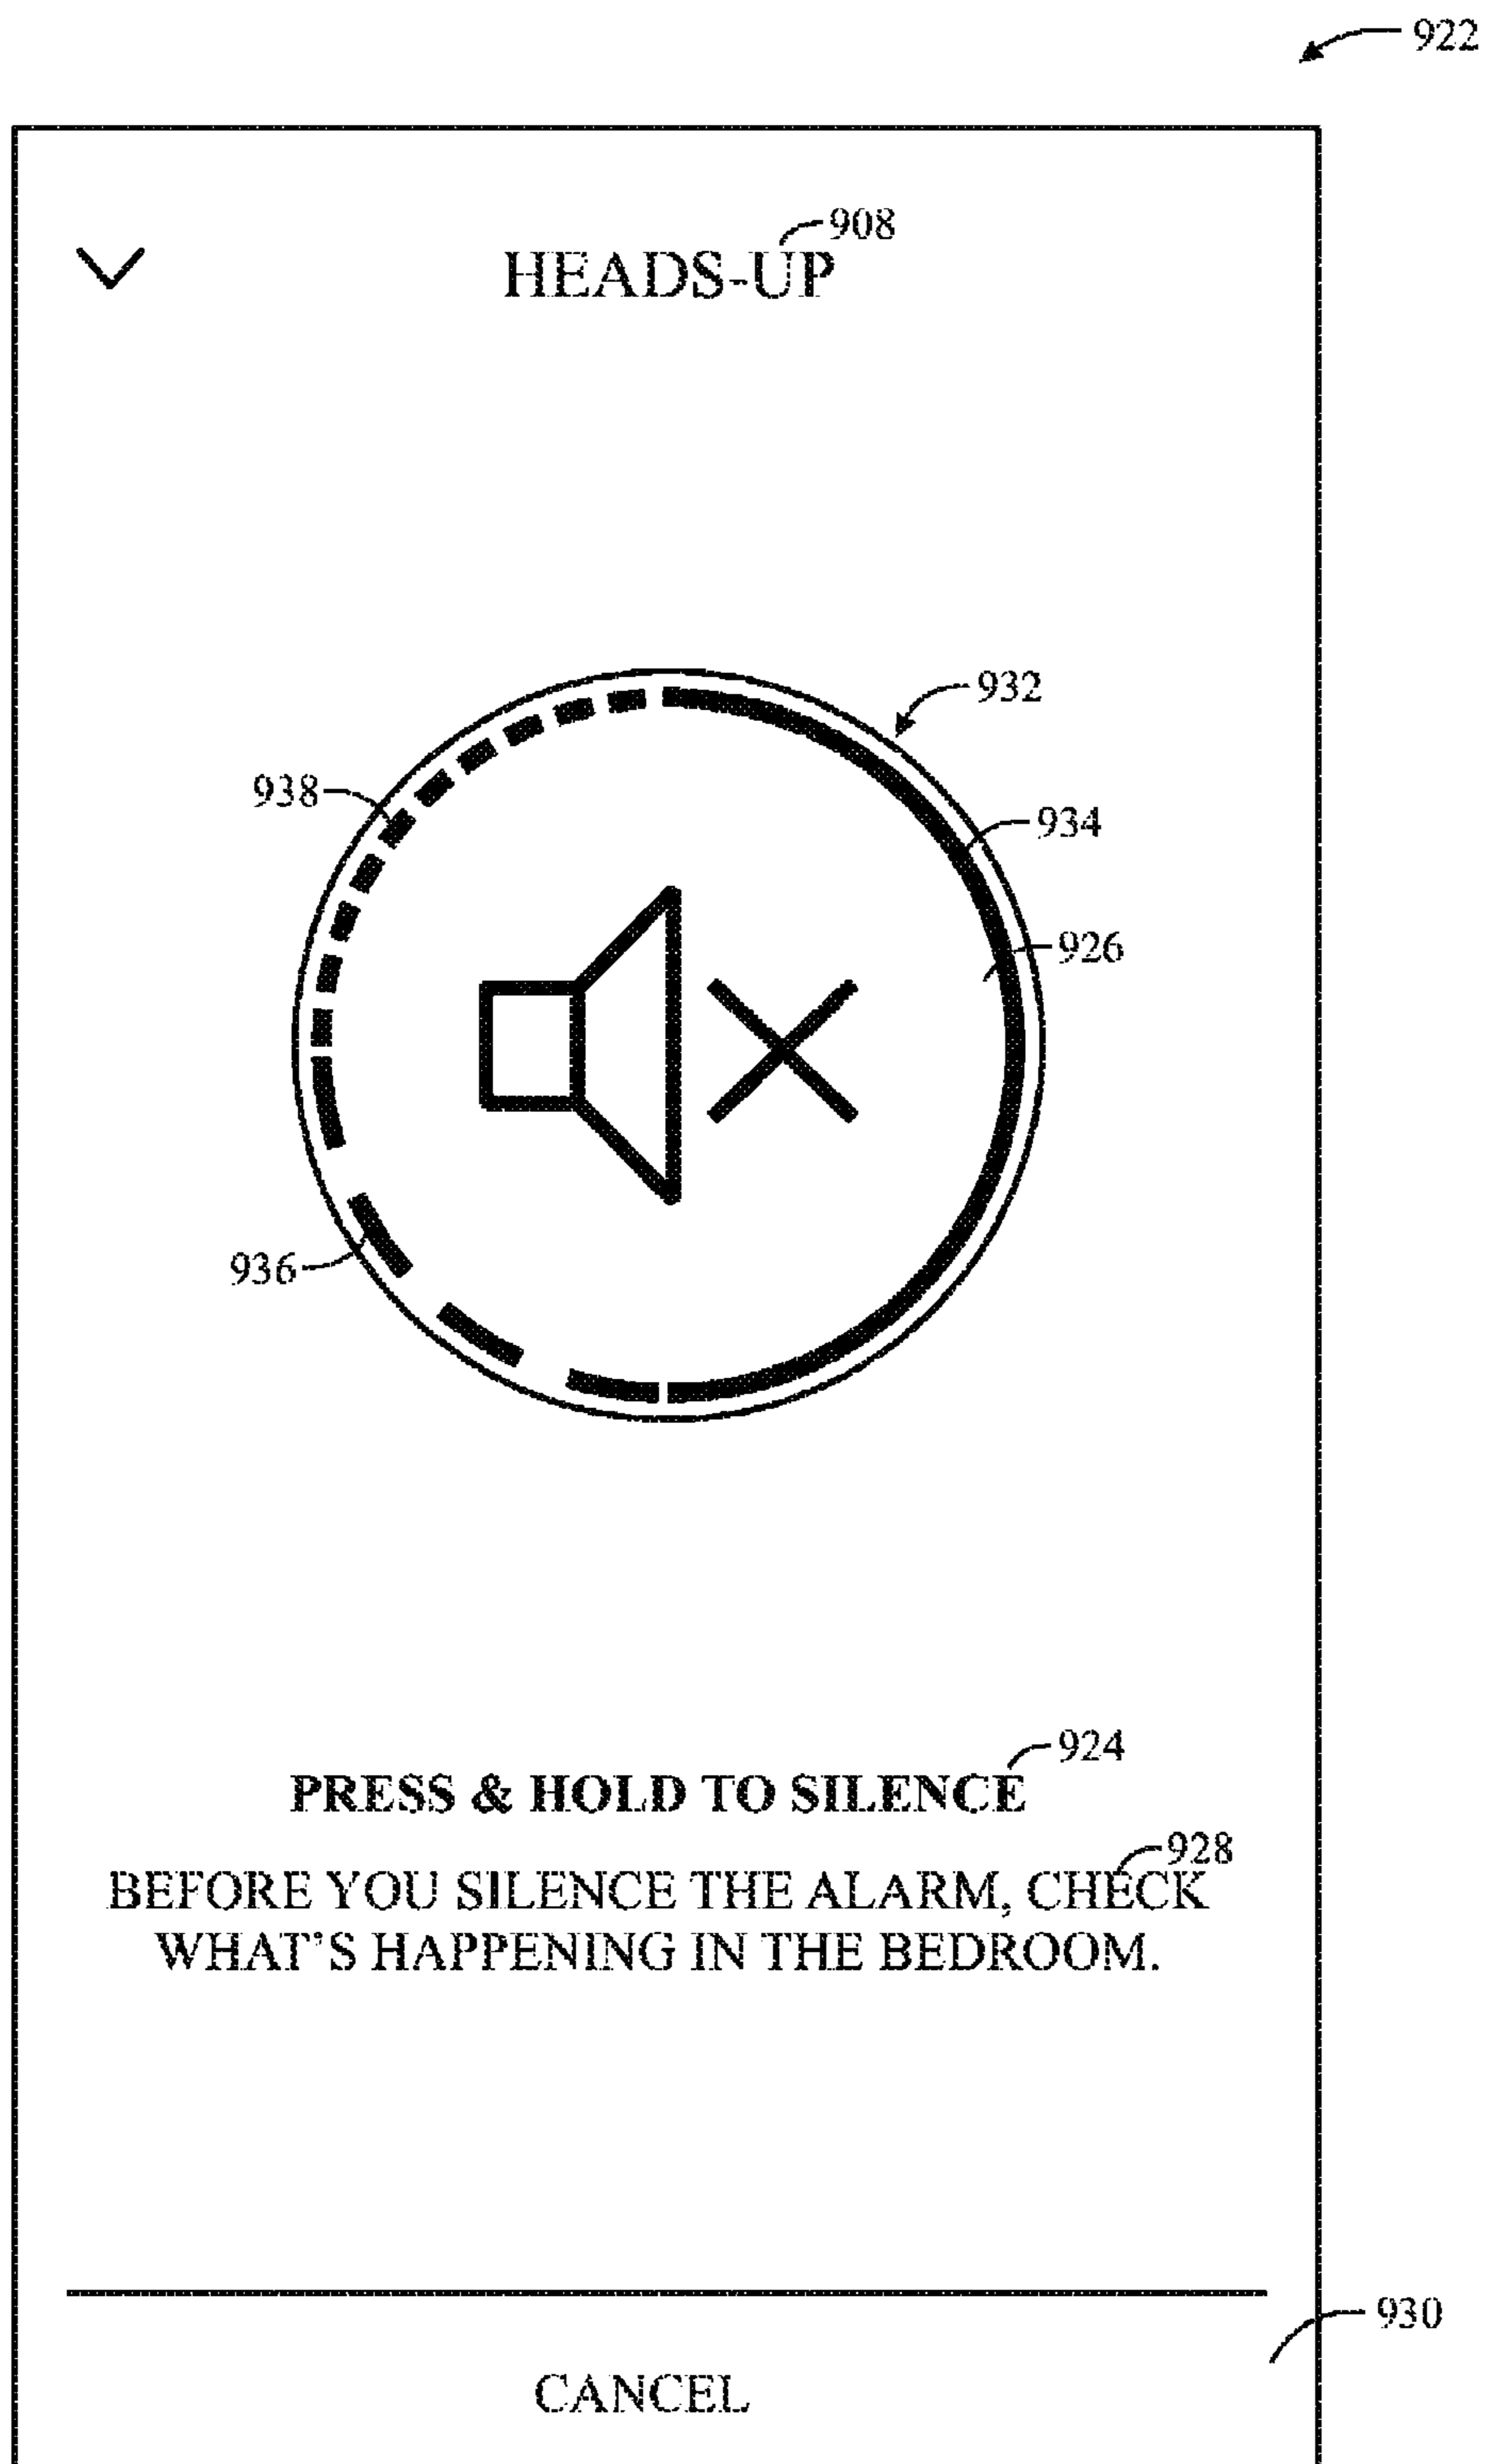 922
908
HEADS-UP
932
938
934
926
936
924
PRESS & HOLD TO SILENCE
928
BEFORE YOU SILENCE THE ALARM, CHECK
WHAT'S HAPPENING IN THE BEDROOM.
930
CANCEL